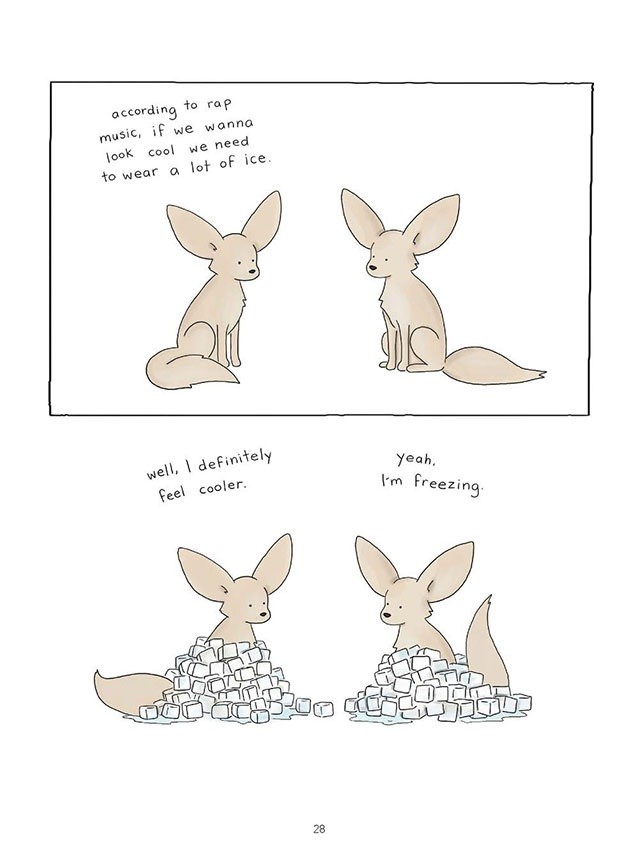 according to rap
music, if we wanna
look cool we need
to wear a lot of ice.
well, I definitely
feel cooler.
yeah.
I'm freezing.
28